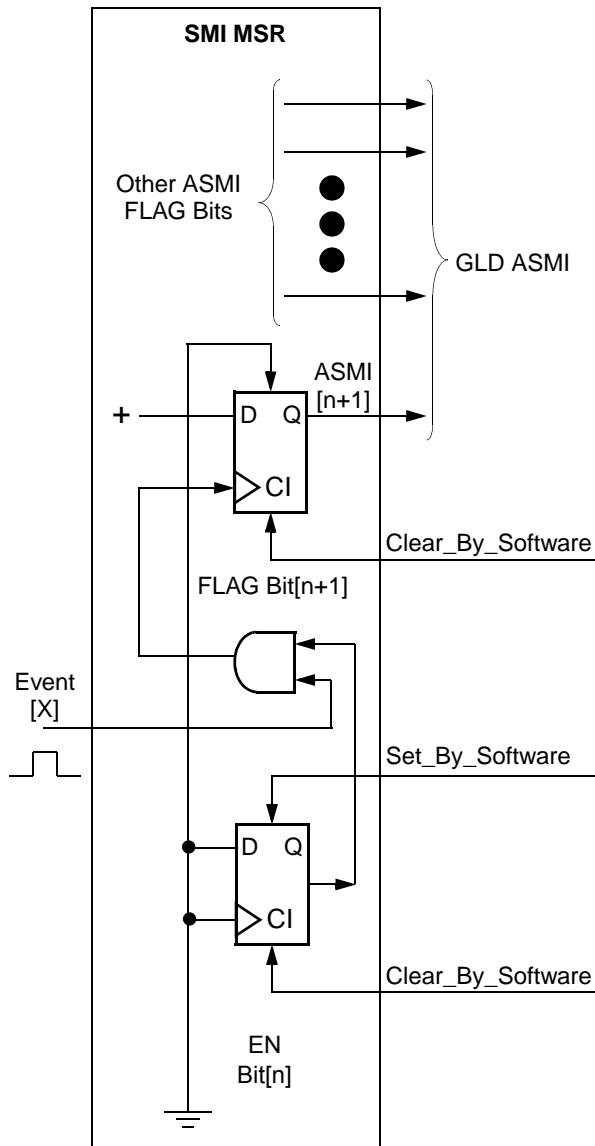 SMI MSR
Other ASMI
FLAG Bits
GLD ASMI
ASMI
[n+1]
+
D Q
CI
Clear_By_Software
FLAG Bit[n+1]
Event
[X]
Set_By_Software
D Q
CI
Clear_By_Software
EN
Bit[n]